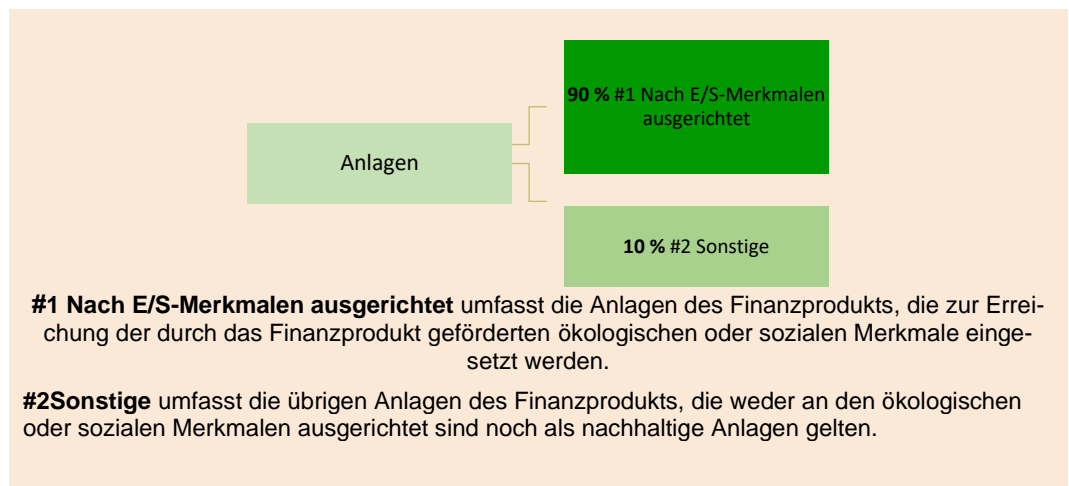 90 % #1 Nach E/S-Merkmalen
ausgerichtet
Anlagen
10 % #2 Sonstige
#1 Nach E/S-Merkmalen ausgerichtet umfasst die Anlagen des Finanzprodukts, die zur Errei-
chung der durch das Finanzprodukt geförderten ökologischen oder sozialen Merkmale einge-
setzt werden.
#2Sonstige umfasst die übrigen Anlagen des Finanzprodukts, die weder an den ökologischen
oder sozialen Merkmalen ausgerichtet sind noch als nachhaltige Anlagen gelten.